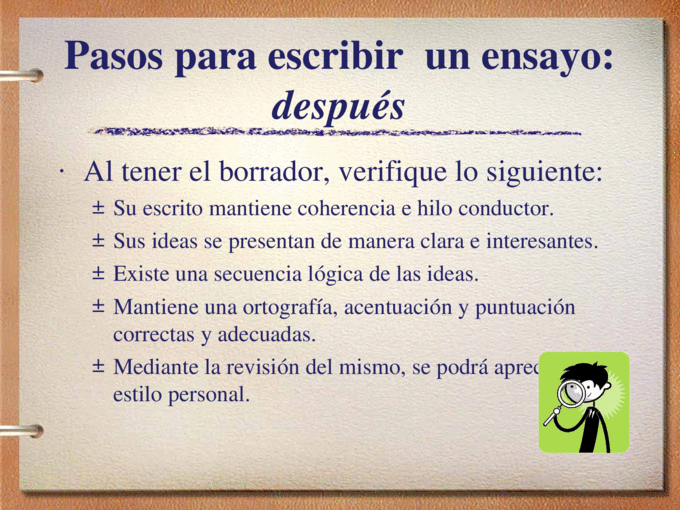 Pasos para escribir un ensayo:
después
· Al tener el borrador, verifique lo siguiente:
± Su escrito mantiene coherencia e hilo conductor.
± Sus ideas se presentan de manera clara e interesantes.
± Existe una secuencia lógica de las ideas.
± Mantiene una ortografía, acentuación y puntuación
correctas y adecuadas.
± Mediante la revisión del mismo, se podrá
estilo personal.